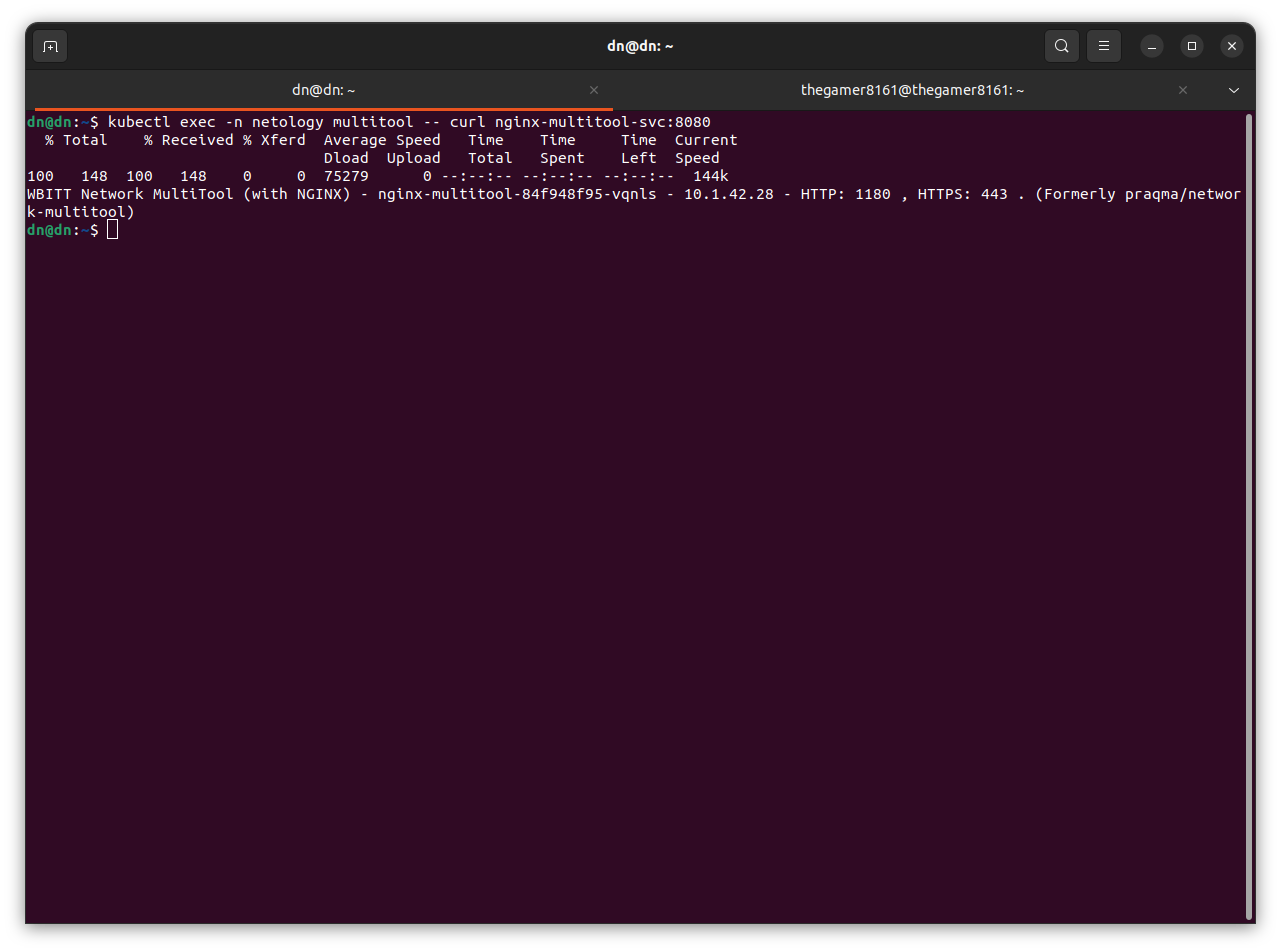 dn@dn: ~
dn@dn: ~
thegamer8161@thegamer8161: ~
dn@dn:~$ kubectl exec -n netology multitool -- curl nginx-multitool-svc:8080
  % Total    % Received % Xferd  Average Speed   Time    Time     Time  Current
                                 Dload  Upload   Total   Spent    Left  Speed
100   148  100   148    0     0  75279      0 --:--:-- --:--:-- --:--:--  144k
WBITT Network MultiTool (with NGINX) - nginx-multitool-84f948f95-vqnls - 10.1.42.28 - HTTP: 1180 , HTTPS: 443 . (Formerly praqma/networ
k-multitool)
dn@dn:~$